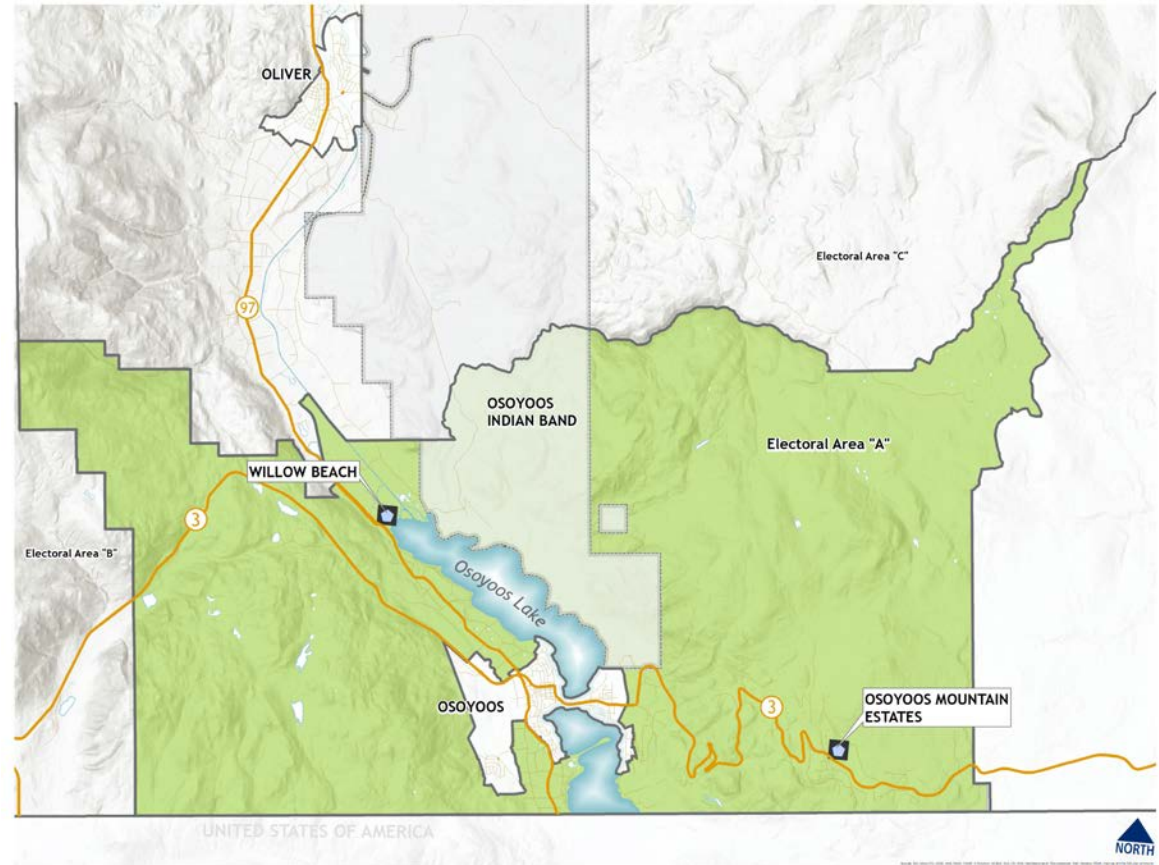 OLIVER
Electoral Area "C"
97
OSOYOOS
INDIAN BAND
Electoral Area "A"
WILLOW BEACH
3
Electoral Area "B"
Osoyoos Lake
OSOYOOS MOUNTAIN
ESTATES
OSOYOOS
3
UNITED STATES OF AMERICA
NORTH